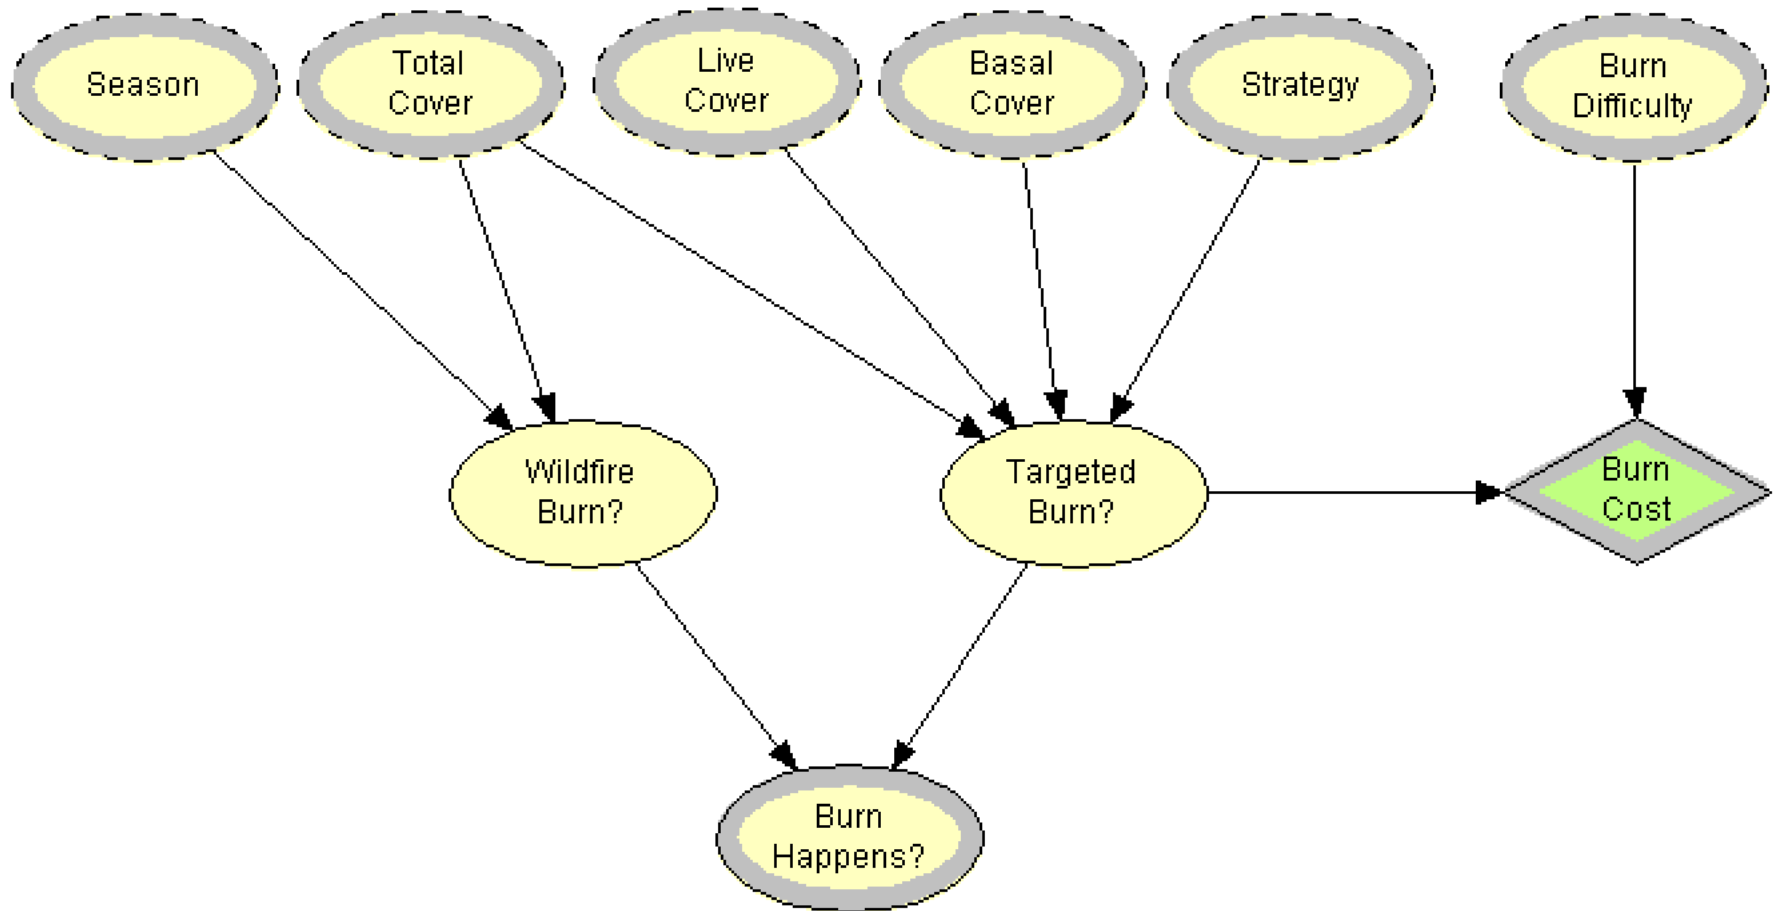 Season
Total
Cover
Live
Cover
Basal
Cover
Strategy
Burn
Difficulty
Wildfire
Burn?
Targeted
Burn?
Burn
Cost
Burn
Happens?